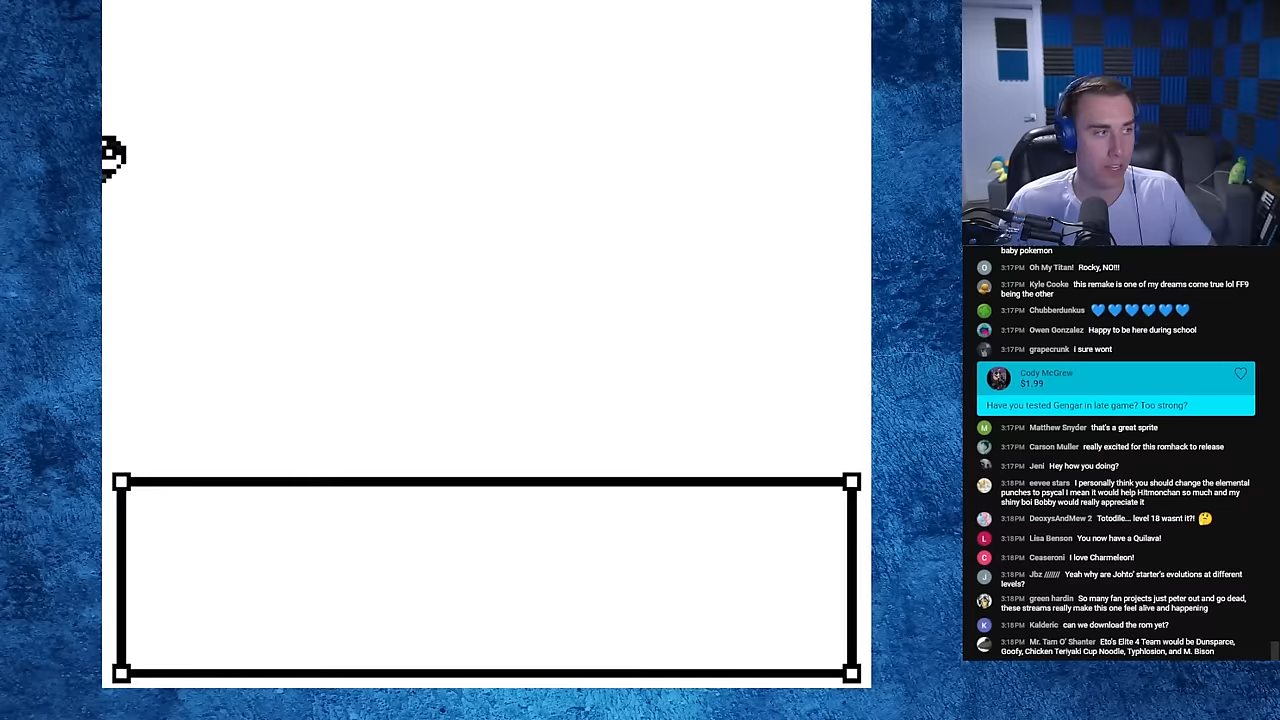 baby pokemon
O 3:17PM Oh My Titan! Rocky, NO!!!
3:17PM Kyle Cooke this remake is one of my dreams come true lol FF9
being the other
3:17PM Chubberdunkus 💙💙💙💙💙💙
3:17PM Owen Gonzalez Happy to be here during school
3:17PM grapecrunk i sure wont
Cody McGrew
$1.99
Have you tested Gengar in late game? Too strong?
M 3:17PM Matthew Snyder that's a great sprite
3:17PM Carson Muller really excited for this romhack to release
3:17PM Jeni Hey how you doing?
3:18PM eevee stars I personally think you should change the elemental
punches to psycal I mean it would help Hitmonchan so much and my
shiny boi Bobby would really appreciate it
3:18PM DeoxysAndMew 2 Totodile... level 18 wasnt it?! 🤔
L 3:18PM Lisa Benson You now have a Quilava!
C 3:18PM Ceaseroni I love Charmeleon!
J 3:18PM Jbz /////// Yeah why are Johto' starter's evolutions at different
levels?
3:18PM green hardin So many fan projects just peter out and go dead,
these streams really make this one feel alive and happening
K 3:18PM Kalderic can we download the rom yet?
3:18PM Mr. Tam O' Shanter Eto's Elite 4 Team would be Dunsparce,
Goofy, Chicken Teriyaki Cup Noodle, Typhlosion, and M. Bison